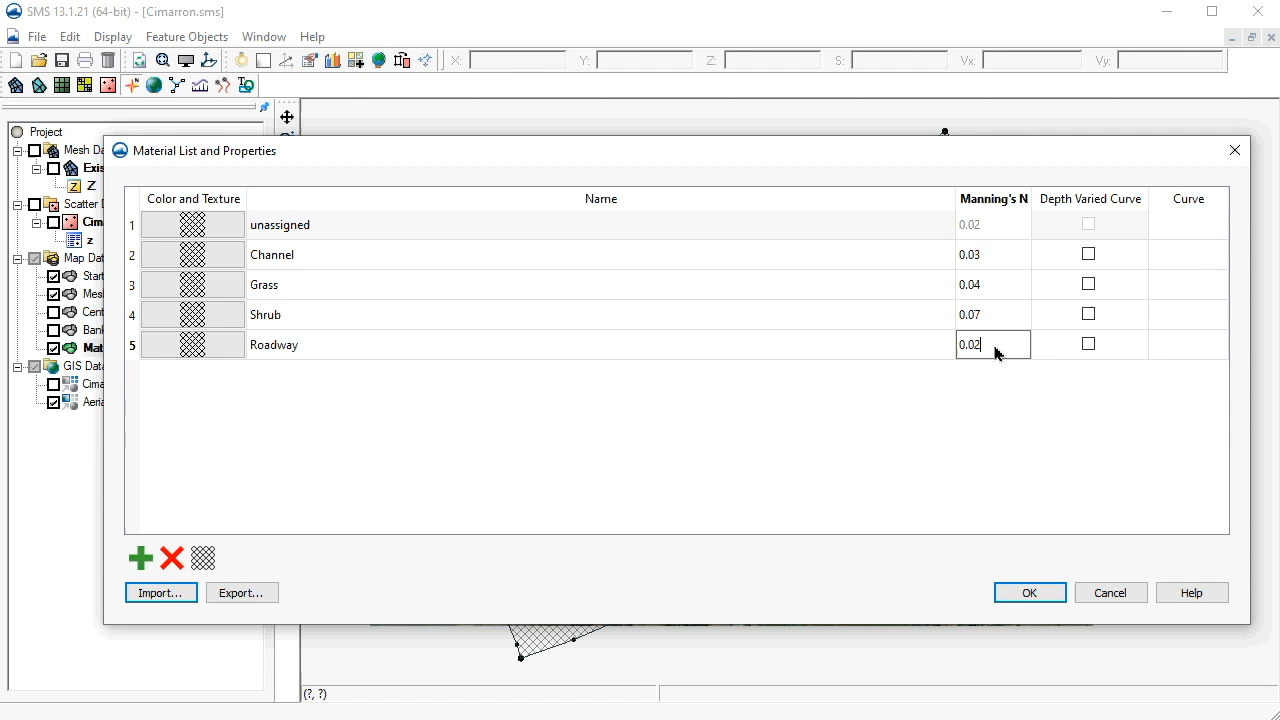 SMS 13.1.21 (64-bit) - [Cimarron.sms]
File Edit Display Feature Objects Window Help
X: Y: Z: S: Vx: Vy:
Project
Mesh Da
Exis
Z
Scatter D
Cim
z
Map Dat
Start
Mes
Cent
Bank
Mat
GIS Data
Cima
Aeria
Material List and Properties
Color and Texture Name Manning's N Depth Varied Curve Curve
1 unassigned 0.02
2 Channel 0.03
3 Grass 0.04
4 Shrub 0.07
5 Roadway 0.02
Import... Export... OK Cancel Help
(?, ?)